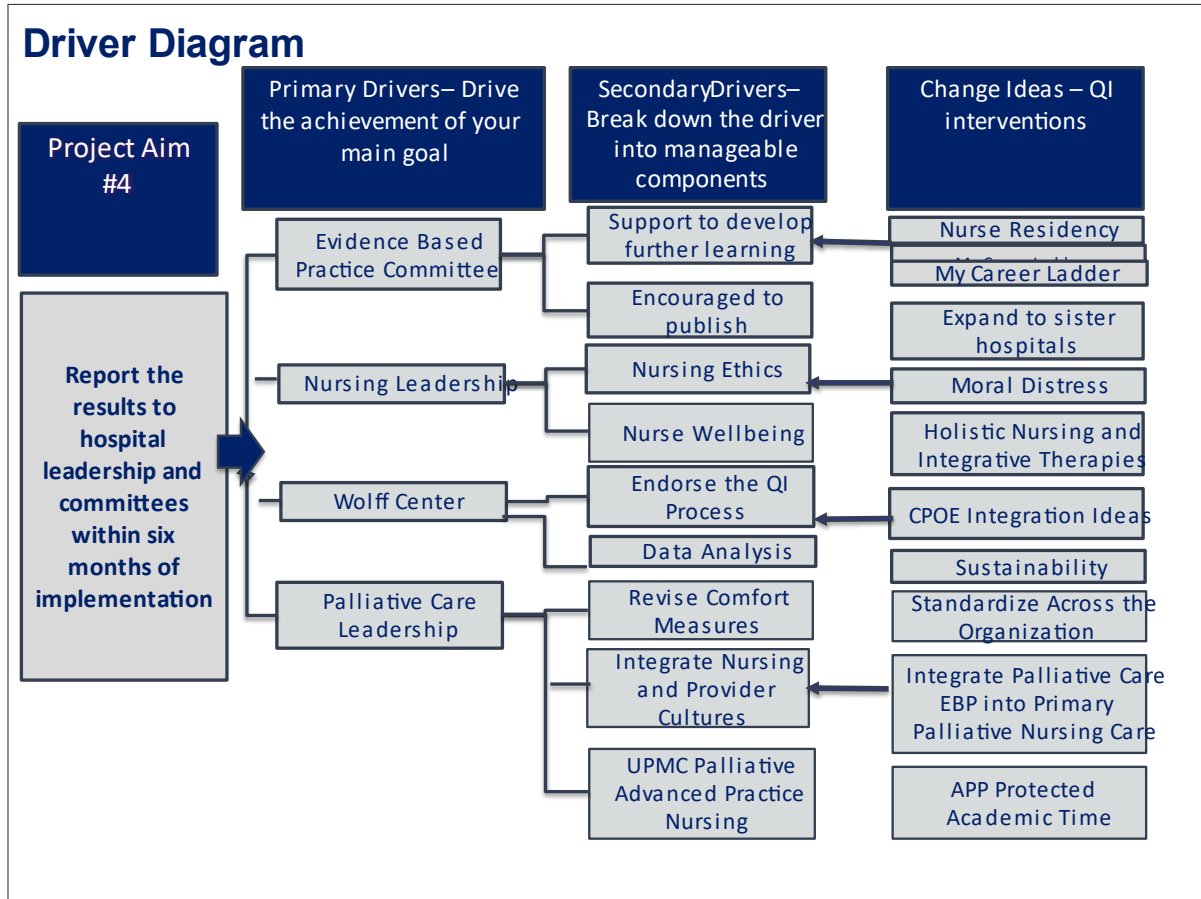 Driver Diagram
Project Aim
#4
Report the
results to
hospital
leadership and
committees
within six
months of
implementation
Primary Drivers– Drive
the achievement of your
main goal
Evidence Based
Practice Committee
Nursing Leadership
Wolff Center
Palliative Care
Leadership
SecondaryDrivers–
Break down the driver
into manageable
components
Support to develop
further learning
Encouraged to
publish
Nursing Ethics
Nurse Wellbeing
Endorse the QI
Process
Data Analysis
Revise Comfort
Measures
Integrate Nursing
and Provider
Cultures
UPMC Palliative
Advanced Practice
Nursing
Change Ideas – QI
interventions
Nurse Residency
My Career Ladder
Expand to sister
hospitals
Moral Distress
Holistic Nursing and
Integrative Therapies
CPOE Integration Ideas
Sustainability
Standardize Across the
Organization
Integrate Palliative Care
EBP into Primary
Palliative Nursing Care
APP Protected
Academic Time